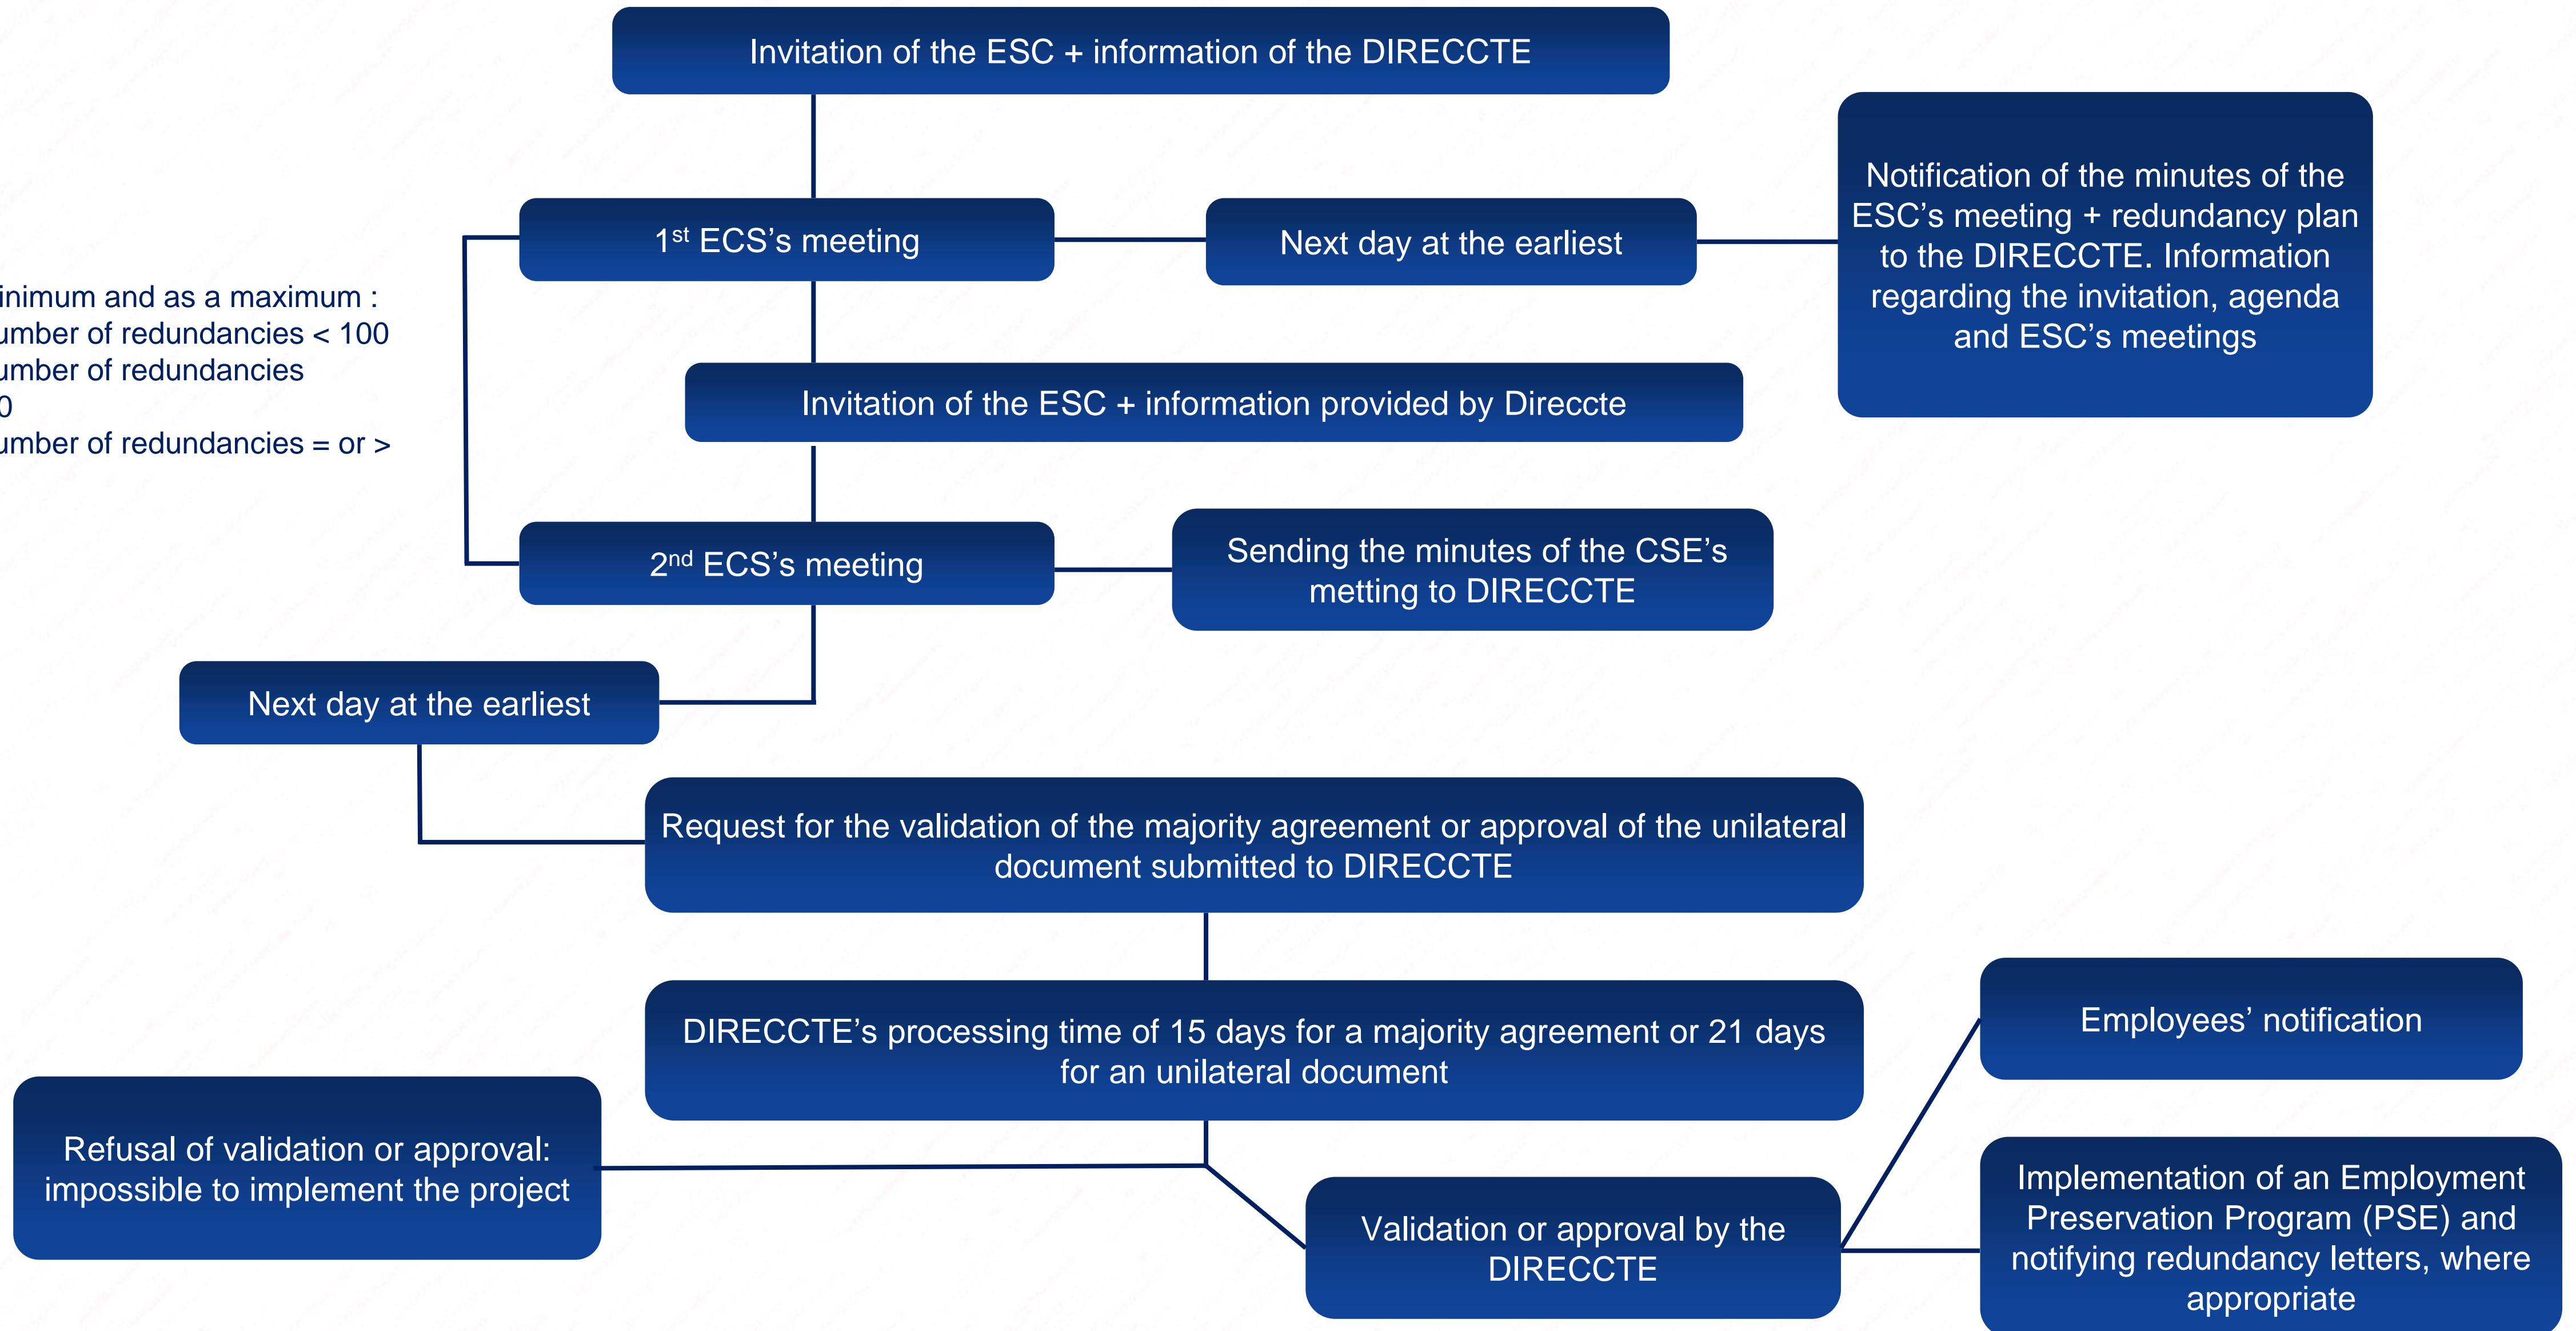 Invitation of the ESC + information of the DIRECCTE
Notification of the minutes of the
ESC’s meeting + redundancy plan
to the DIRECCTE. Information
regarding the invitation, agenda
and ESC’s meetings
1st ECS’s meeting
Next day at the earliest
and as a maximum :
of redundancies < 100
of redundancies
of redundancies = or >
Invitation of the ESC + information provided by Direccte
2nd ECS’s meeting
Sending the minutes of the CSE’s
metting to DIRECCTE
Next day at the earliest
Request for the validation of the majority agreement or approval of the unilateral
document submitted to DIRECCTE
DIRECCTE’s processing time of 15 days for a majority agreement or 21 days
for an unilateral document
Employees’ notification
Refusal of validation or approval:
impossible to implement the project
Validation or approval by the
DIRECCTE
Implementation of an Employment
Preservation Program (PSE) and
notifying redundancy letters, where
appropriate